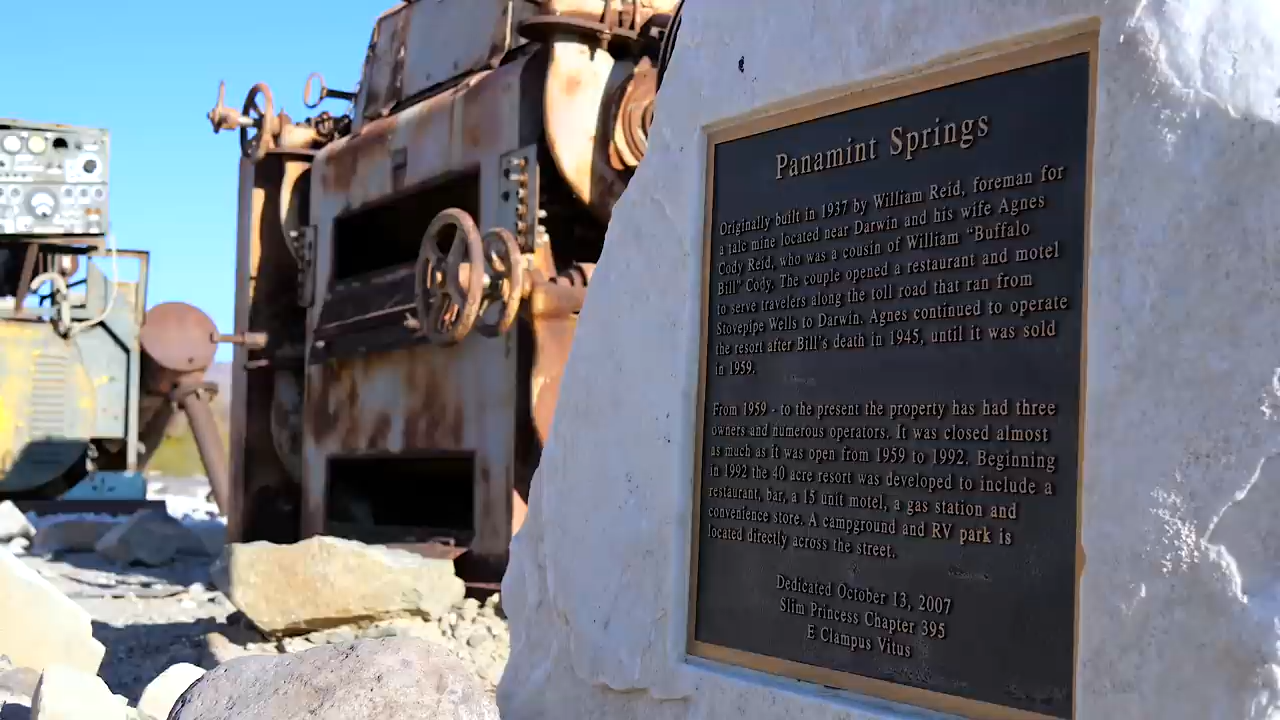 Panamint Springs
Originally built in 1937 by William Reid, foreman for
a talc mine located near Darwin and his wife Agnes
Cody Reid, who was a cousin of William "Buffalo
Bill" Cody. The couple opened a restaurant and motel
to serve travelers along the toll road that ran from
Stovepipe Wells to Darwin. Agnes continued to operate
the resort after Bill's death in 1945, until it was sold
in 1959.
From 1959 - to the present the property has had three
owners and numerous operators. It was closed almost
as much as it was open from 1959 to 1992. Beginning
in 1992 the 40 acre resort was developed to include a
restaurant, bar, a 15 unit motel, a gas station and
convenience store. A campground and RV park is
located directly across the street.
Dedicated October 13, 2007
Slim Princess Chapter 395
E Clampus Vitus